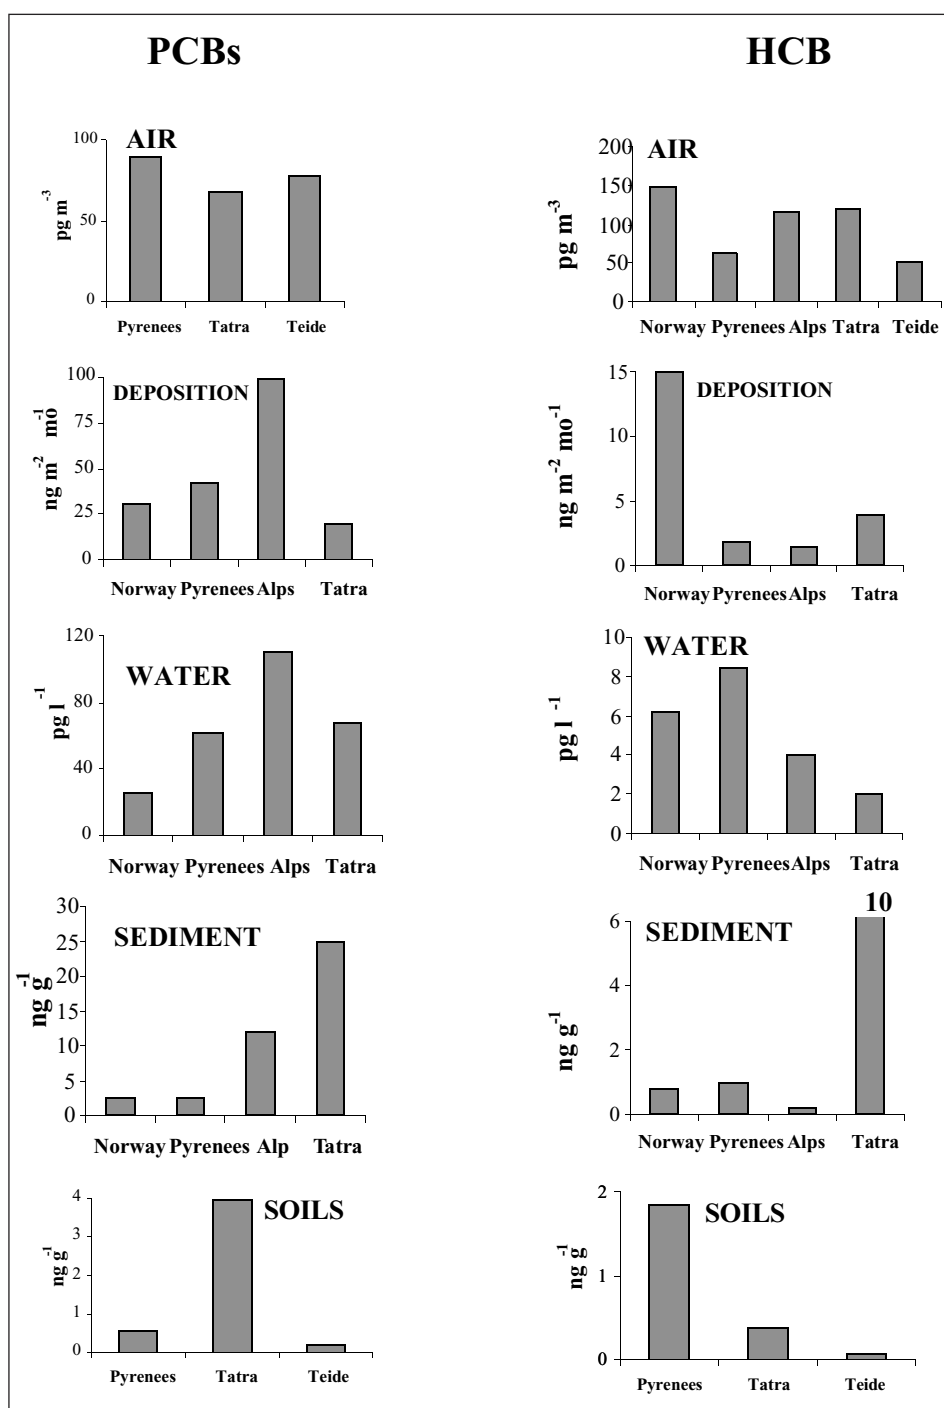 PCBs
HCB
AIR
100
50
0
pg m-3
Pyrenees Tatra Teide
AIR
200
150
100
50
0
pg m-3
Norway Pyrenees Alps Tatra Teide
DEPOSITION
100
75
50
25
0
ng m-2 mo-1
Norway Pyrenees Alps Tatra
DEPOSITION
15
10
5
0
ng m-2 mo-1
Norway Pyrenees Alps Tatra
WATER
120
80
40
0
pg l-1
Norway Pyrenees Alps Tatra
WATER
10
8
6
4
2
0
pg l-1
Norway Pyrenees Alps Tatra
SEDIMENT
30
25
20
15
10
5
0
ng g-1
Norway Pyrenees Alp Tatra
10
SEDIMENT
6
4
2
0
ng g-1
Norway Pyrenees Alps Tatra
SOILS
4
3
2
1
0
ng g-1
Pyrenees Tatra Teide
SOILS
2
1
0
ng g-1
Pyrenees Tatra Teide